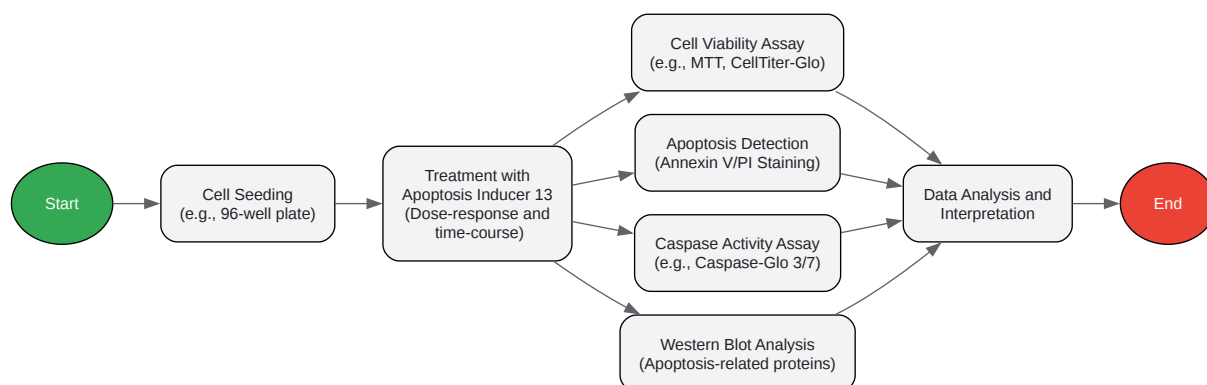 Start
Cell Seeding
(e.g., 96-well plate)
Treatment with
Apoptosis Inducer 13
(Dose-response and
time-course)
Cell Viability Assay
(e.g., MTT, CellTiter-Glo)
Apoptosis Detection
(Annexin V/PI Staining)
Caspase Activity Assay
(e.g., Caspase-Glo 3/7)
Western Blot Analysis
(Apoptosis-related proteins)
Data Analysis and
Interpretation
End